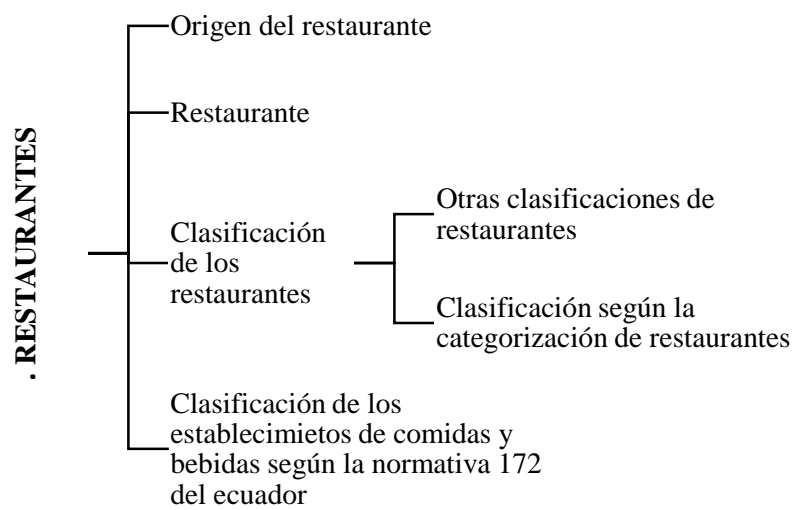 . RESTAURANTES
Origen del restaurante
Restaurante
Clasificación
de los
restaurantes
Otras clasificaciones de
restaurantes
Clasificación según la
categorización de restaurantes
Clasificación de los
establecimietos de comidas y
bebidas según la normativa 172
del ecuador